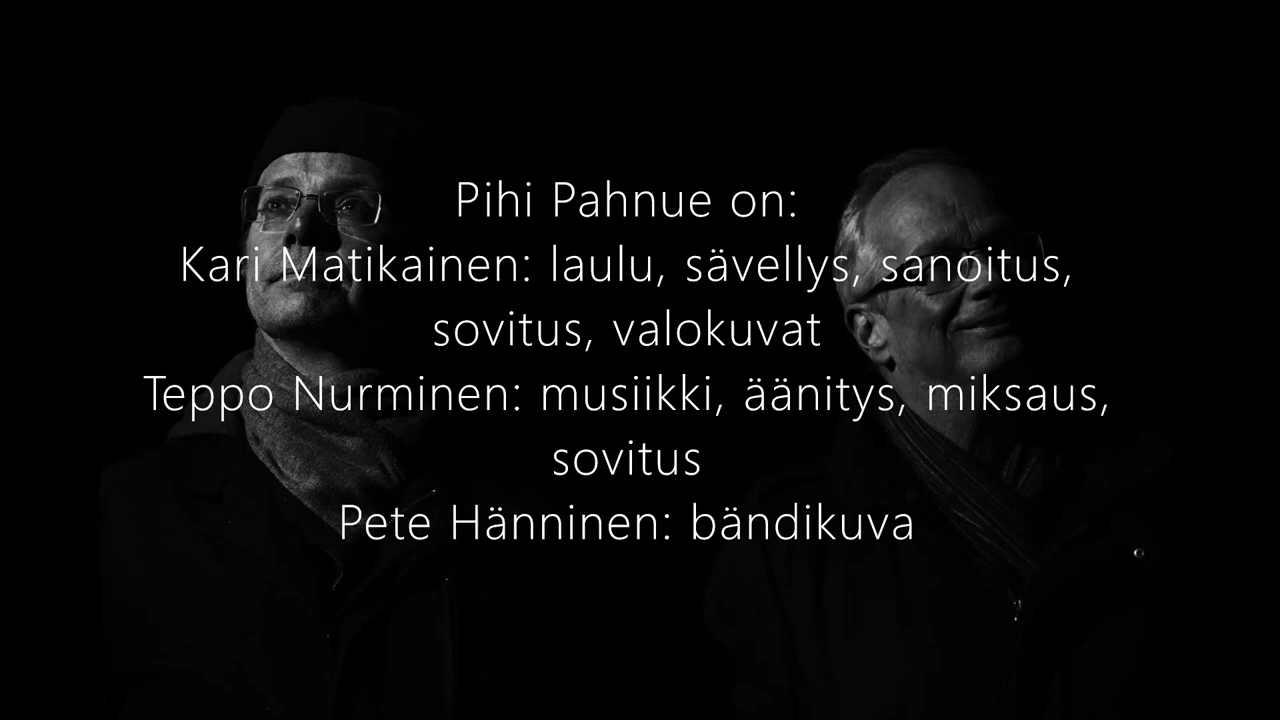 Pihi Pahnue on:
Kari Matikainen: laulu, sävellys, sanoitus,
sovitus, valokuvat
Teppo Nurminen: musiikki, äänitys, miksaus,
sovitus
Pete Hänninen: bändikuva